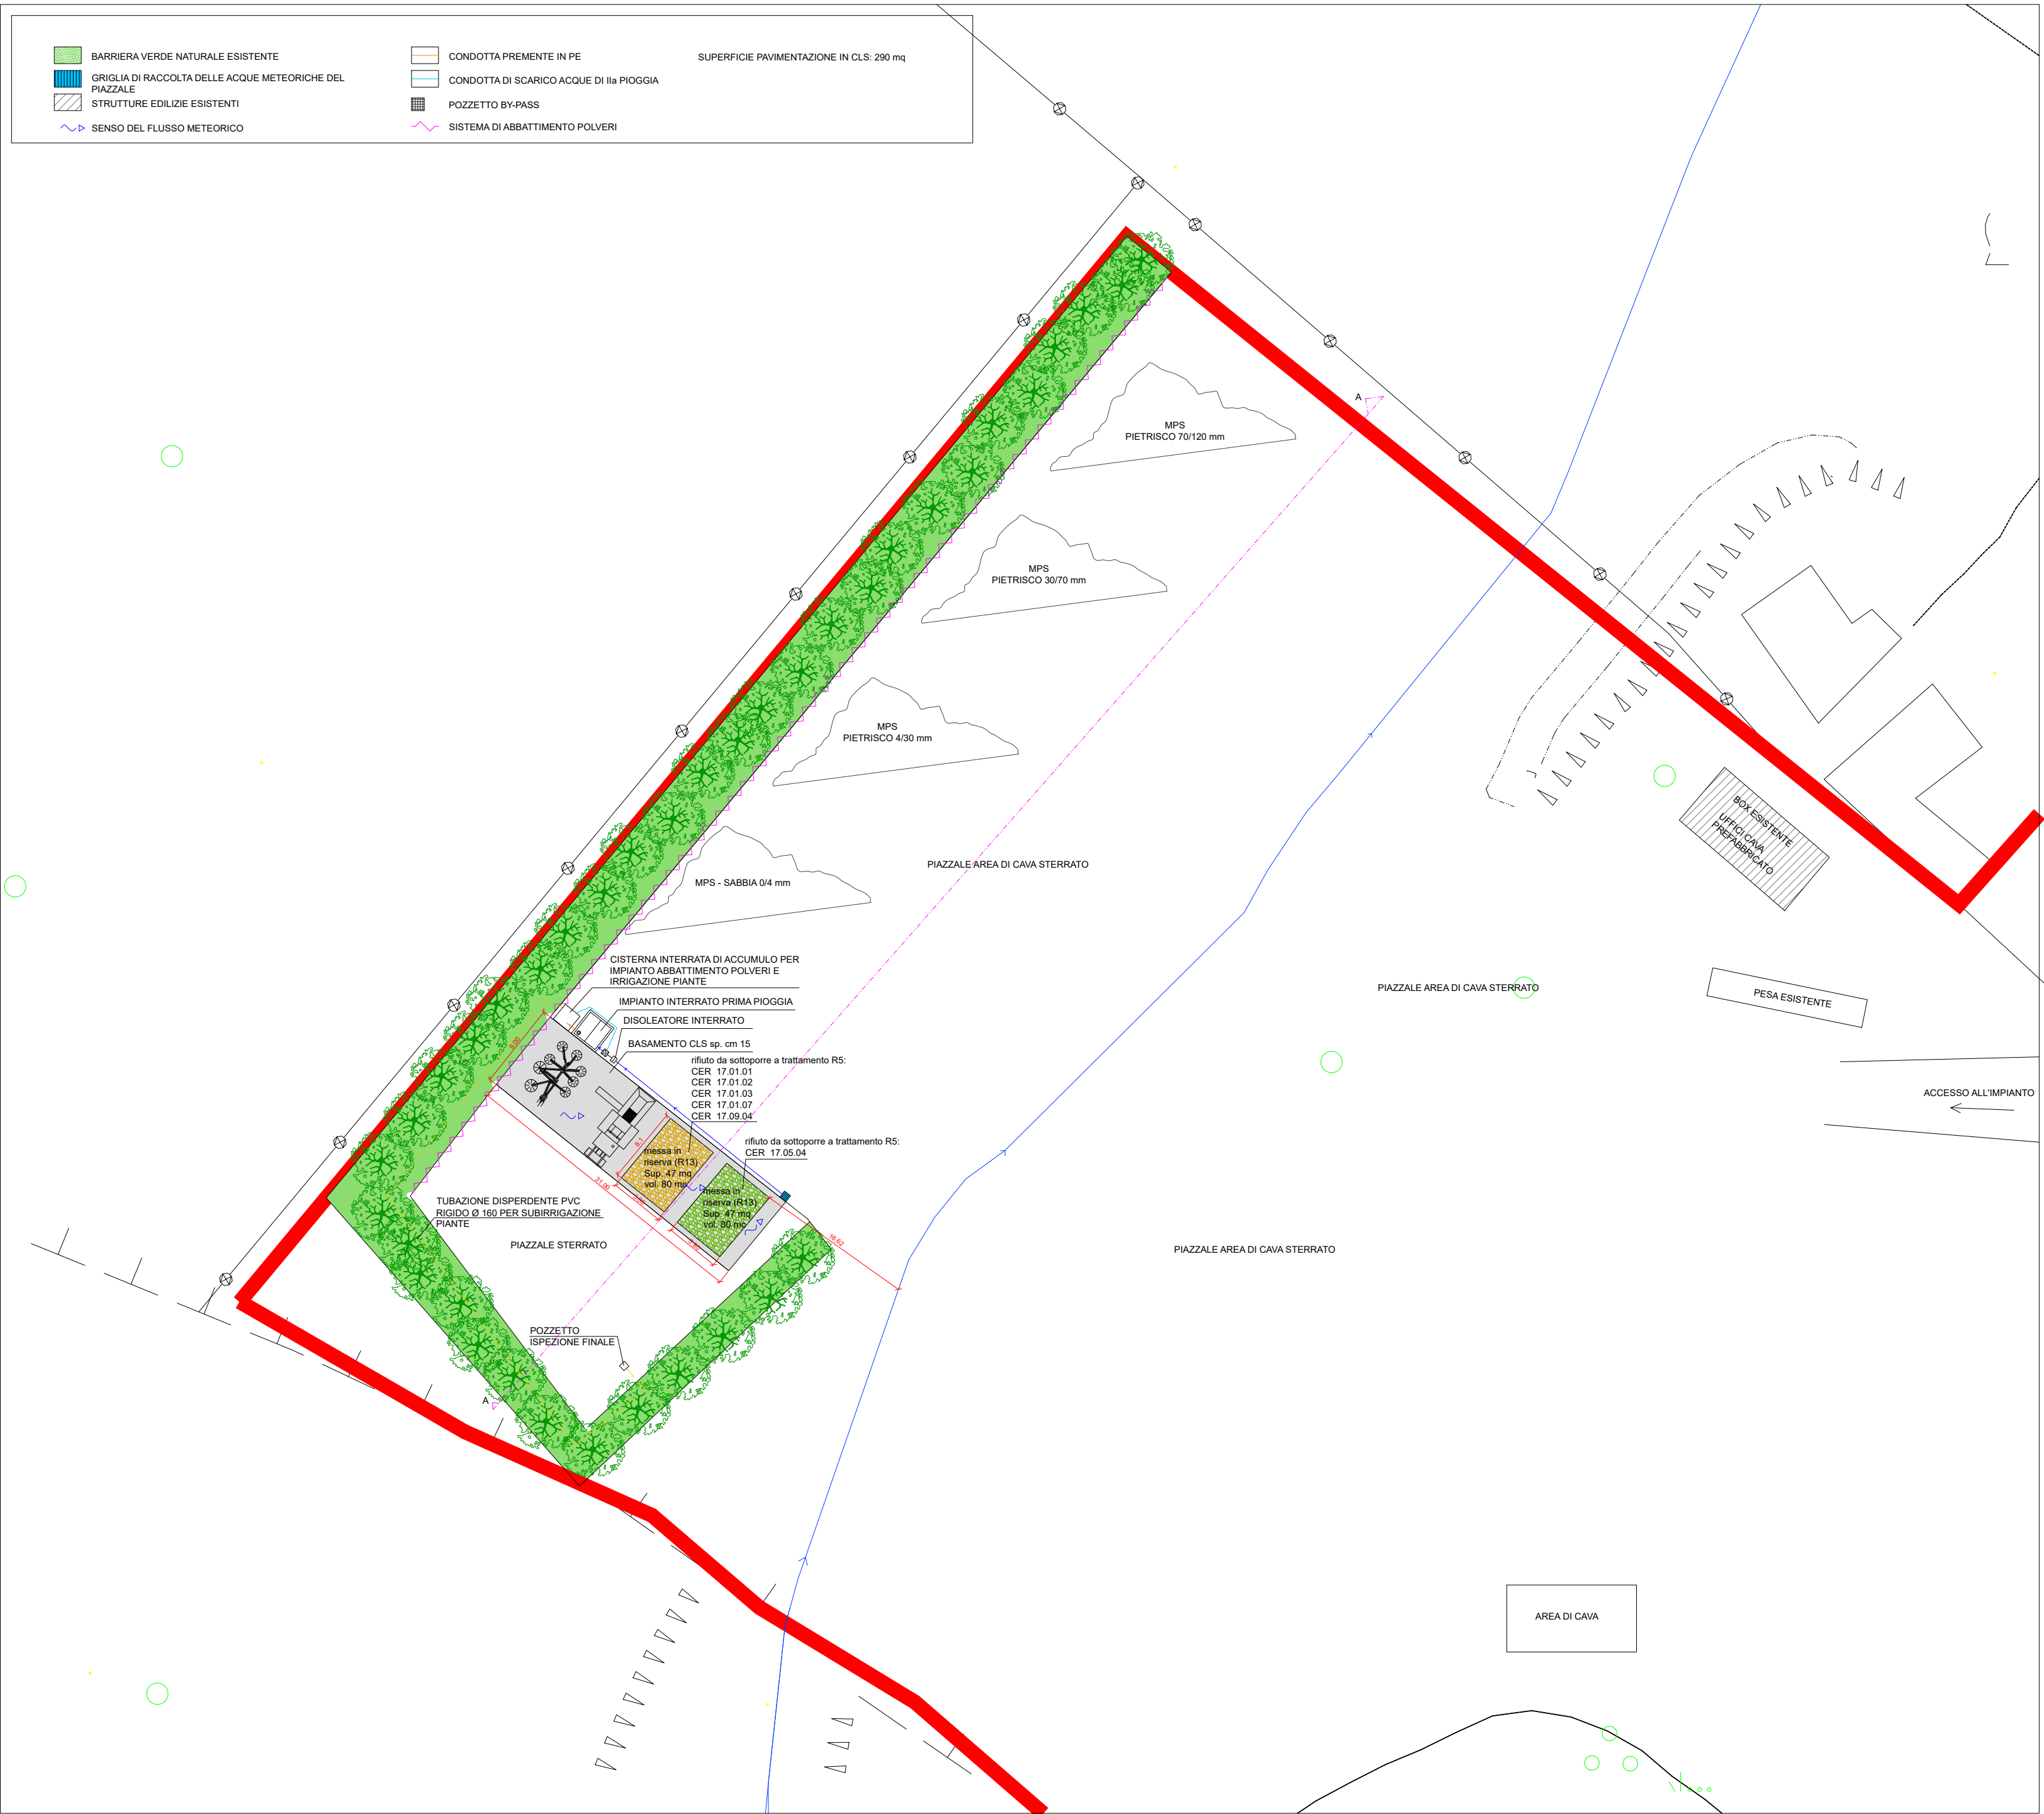 BARRIERA VERDE NATURALE ESISTENTE
GRIGLIA DI RACCOLTA DELLE ACQUE METEORICHE DEL
PIAZZALE
STRUTTURE EDILIZIE ESISTENTI
SENSO DEL FLUSSO METEORICO
CONDOTTA PREMENTE IN PE
CONDOTTA DI SCARICO ACQUE DI IIa PIOGGIA
POZZETTO BY-PASS
SISTEMA DI ABBATTIMENTO POLVERI
SUPERFICIE PAVIMENTAZIONE IN CLS: 290 mq
A
MPS
PIETRISCO 70/120 mm
MPS
PIETRISCO 30/70 mm
MPS
PIETRISCO 4/30 mm
MPS - SABBIA 0/4 mm
PIAZZALE AREA DI CAVA STERRATO
BOX ESISTENTE
UFFICI CAVA
PREFABBRICATO
PIAZZALE AREA DI CAVA STERRATO
PESA ESISTENTE
ACCESSO ALL'IMPIANTO
CISTERNA INTERRATA DI ACCUMULO PER
IMPIANTO ABBATTIMENTO POLVERI E
IRRIGAZIONE PIANTE
IMPIANTO INTERRATO PRIMA PIOGGIA
DISOLEATORE INTERRATO
BASAMENTO CLS sp. cm 15
rifiuto da sottoporre a trattamento R5:
CER 17.01.01
CER 17.01.02
CER 17.01.03
CER 17.01.07
CER 17.09.04
rifiuto da sottoporre a trattamento R5:
CER 17.05.04
9.00
8.1
31.00
messa in
riserva (R13)
Sup. 47 mq
vol. 80 mc
messa in
riserva (R13)
Sup. 47 mq
vol. 80 mc
16.62
TUBAZIONE DISPERDENTE PVC
RIGIDO Ø 160 PER SUBIRRIGAZIONE
PIANTE
PIAZZALE STERRATO
PIAZZALE AREA DI CAVA STERRATO
POZZETTO
ISPEZIONE FINALE
A
AREA DI CAVA